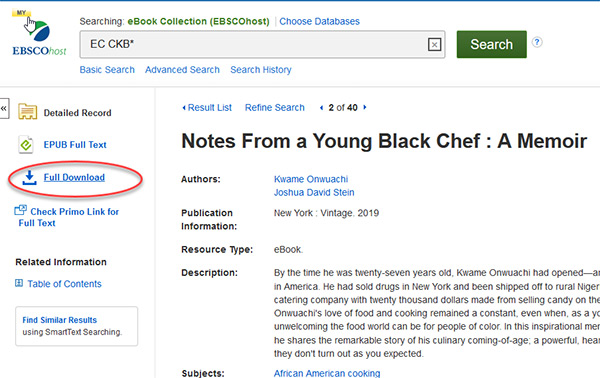 MY
EBSCOhost
Searching: eBook Collection (EBSCOhost) | Choose Databases
EC CKB*
Search
?
Basic Search Advanced Search Search History
«
Detailed Record
EPUB Full Text
Full Download
Check Primo Link for
Full Text
Related Information
Table of Contents
Find Similar Results
using SmartText Searching.
Result List Refine Search 2 of 40
Notes From a Young Black Chef : A Memoir
Authors: Kwame Onwuachi
Joshua David Stein
Publication
Information: New York : Vintage. 2019
Resource Type: eBook.
Description: By the time he was twenty-seven years old, Kwame Onwuachi had opened—a
in America. He had sold drugs in New York and been shipped off to rural Niger
catering company with twenty thousand dollars made from selling candy on the
Onwuachi's love of food and cooking remained a constant, even when, as a yo
unwelcoming the food world can be for people of color. In this inspirational mer
he shares the remarkable story of his culinary coming-of-age; a powerful, hear
they don't turn out as you expected.
Subjects: African American cooking